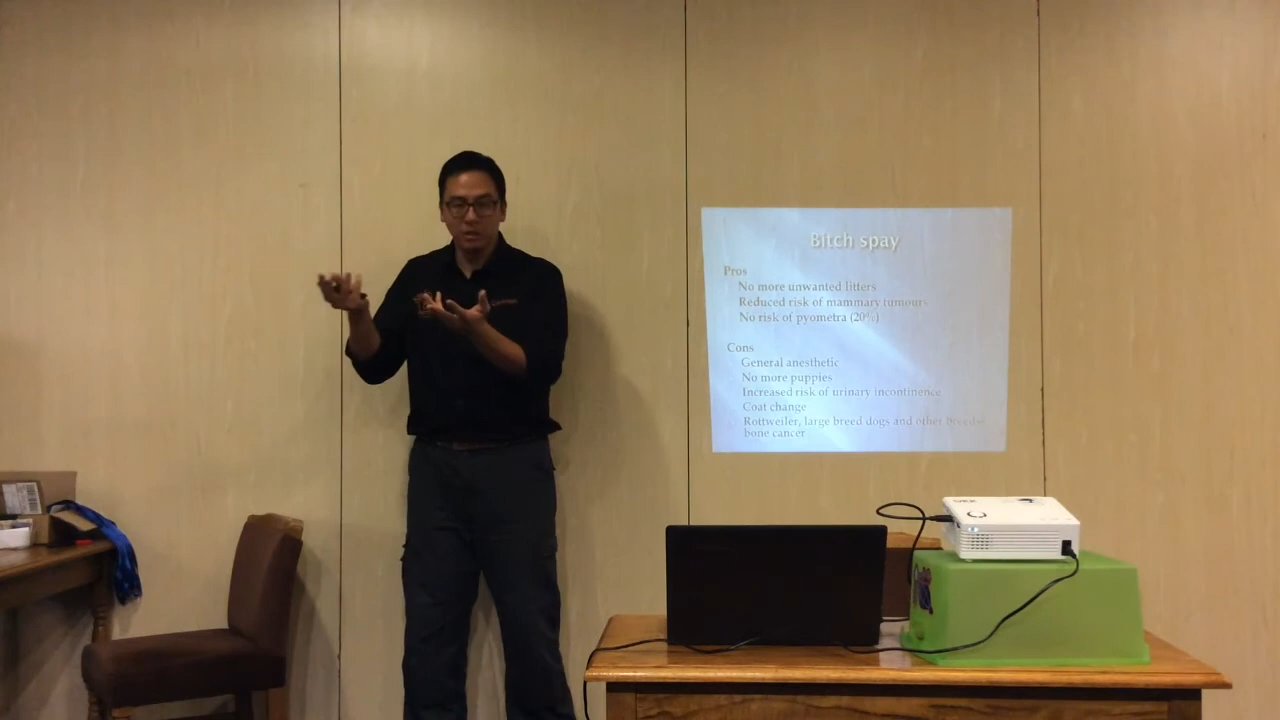 Bitch spay
Pros
No more unwanted litters
Reduced risk of mammary tumours
No risk of pyometra (20%)
Cons
General anesthetic
No more puppies
Increased risk of urinary incontinence
Coat change
Rottweiler, large breed dogs and other breeds-
bone cancer